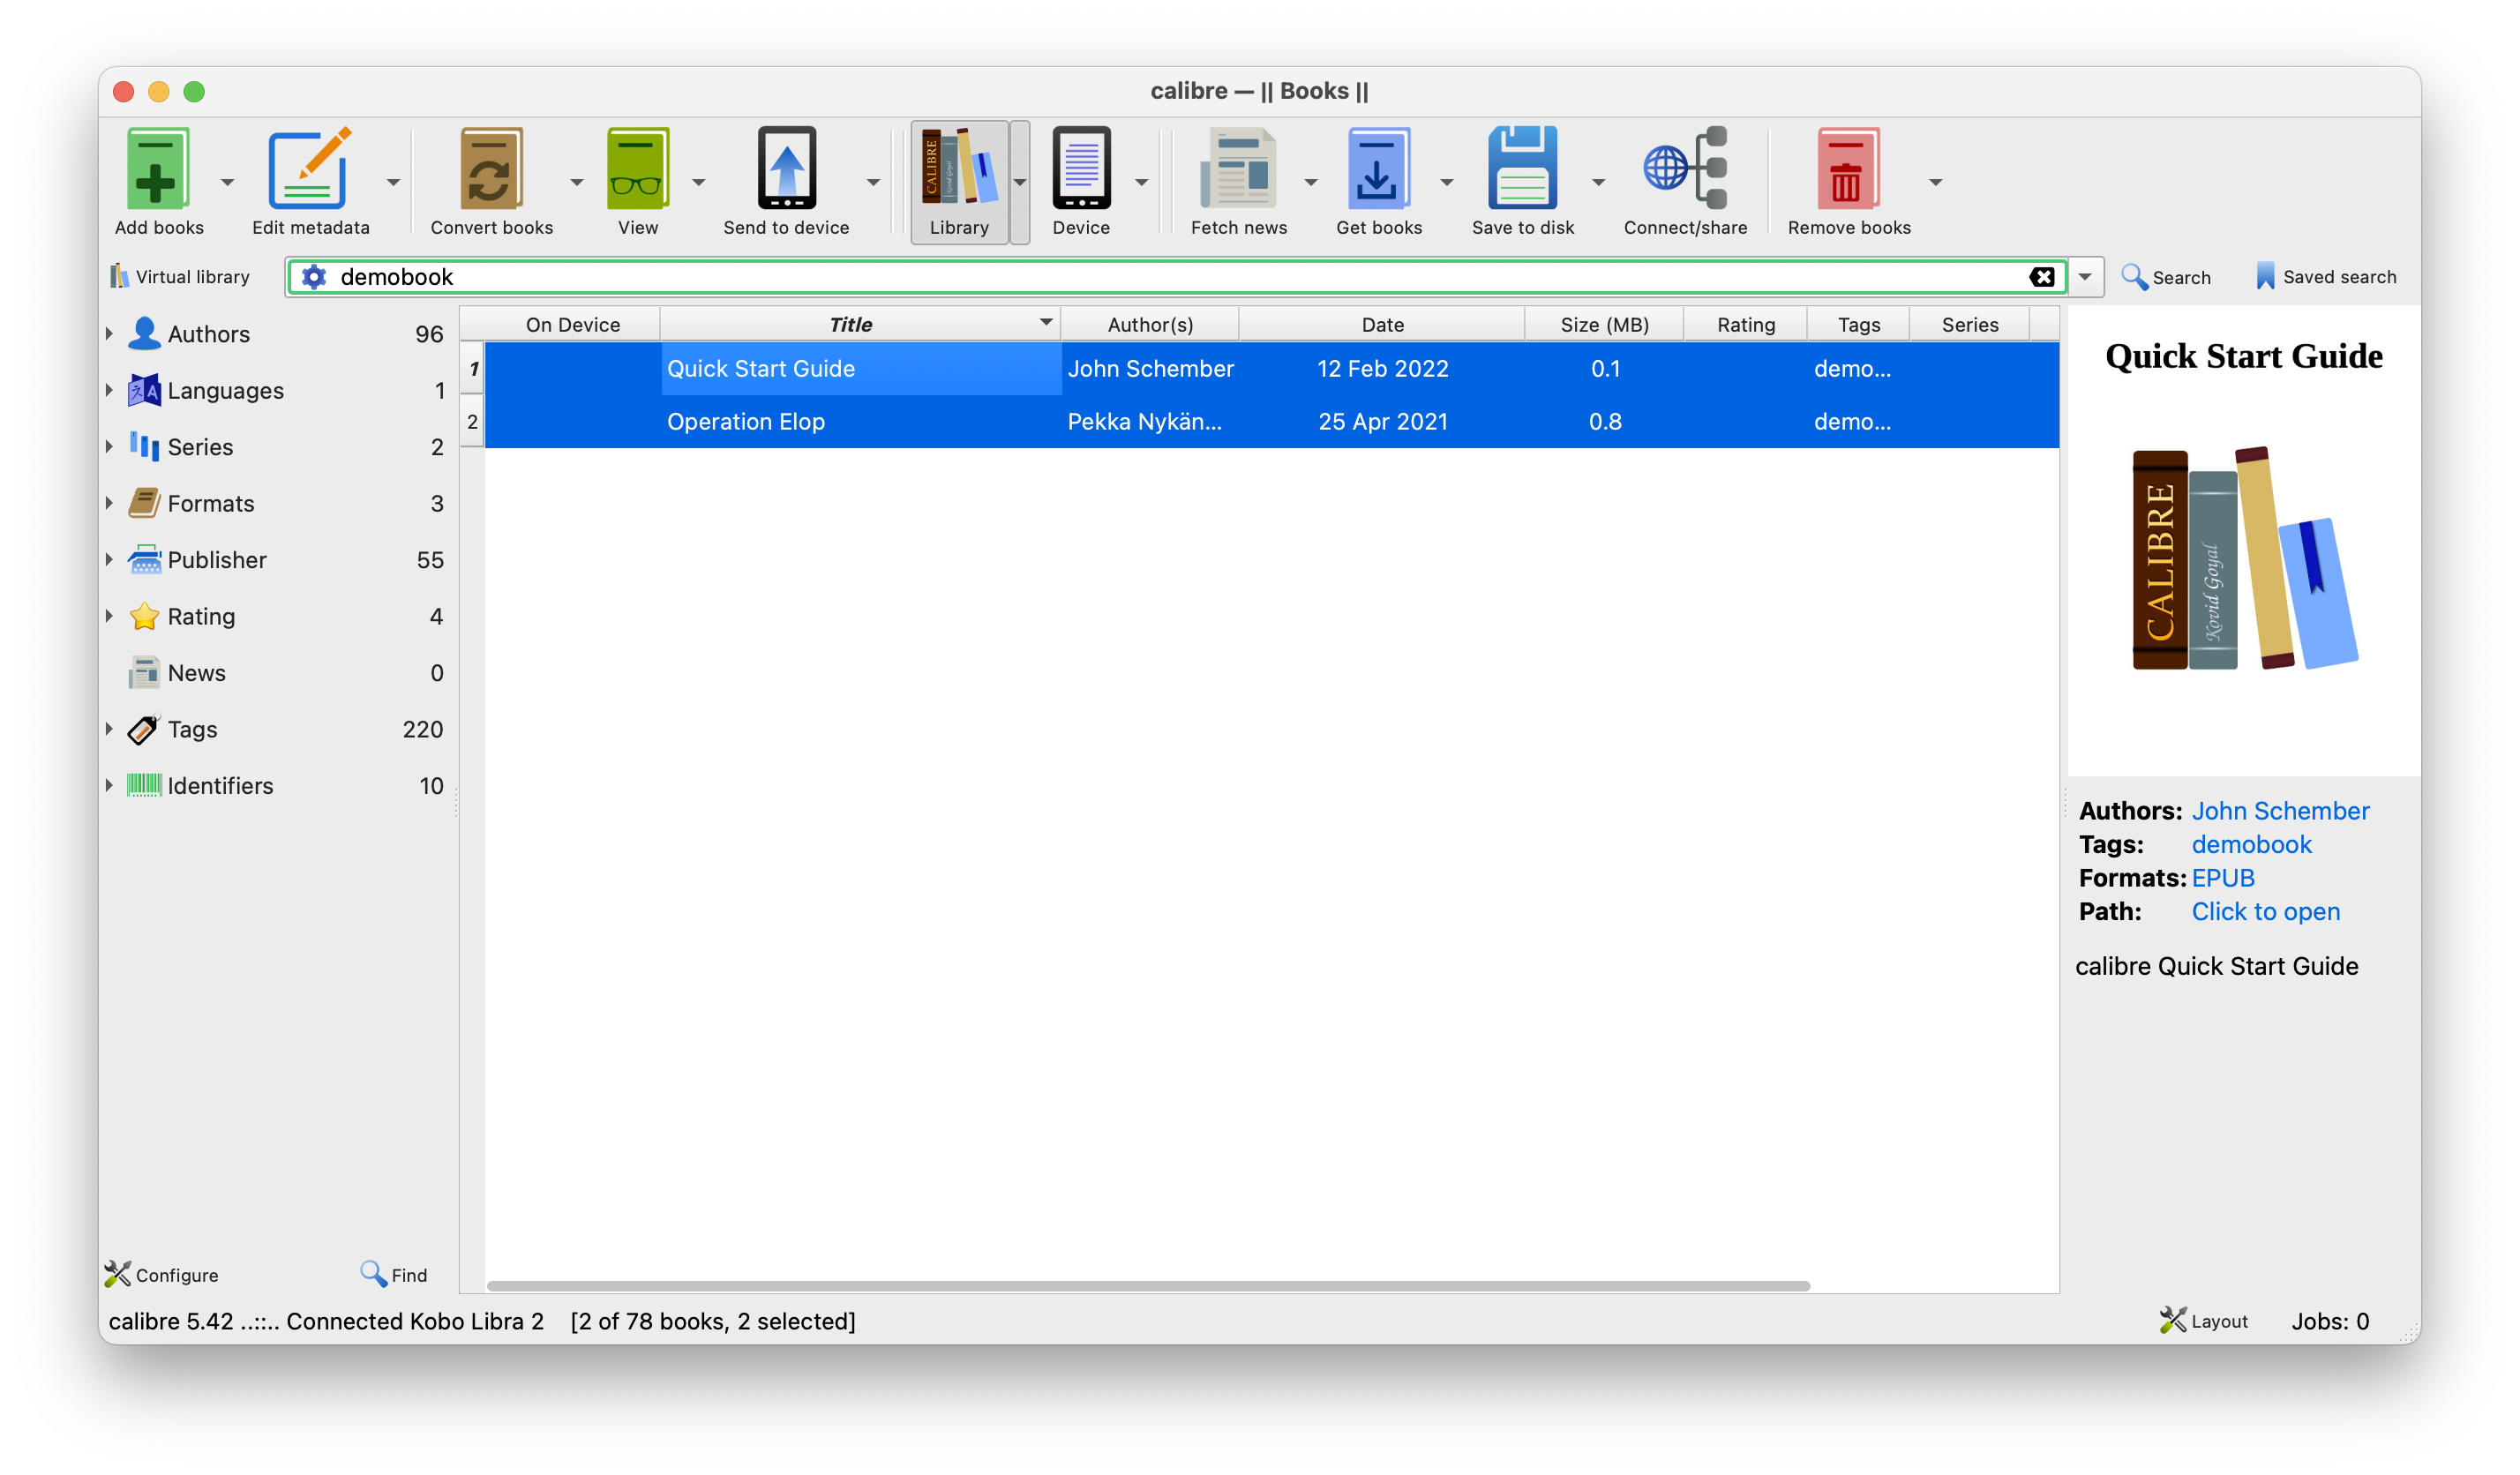 calibre — || Books ||
Add books Edit metadata Convert books View Send to device Library Device Fetch news Get books Save to disk Connect/share Remove books
CALIBRE
Kovid Goyal
Virtual library demobook Search Saved search
Authors 96
Languages 1
Series 2
Formats 3
Publisher 55
Rating 4
News 0
Tags 220
Identifiers 10
Configure Find
On Device Title Author(s) Date Size (MB) Rating Tags Series
1 Quick Start Guide John Schember 12 Feb 2022 0.1 demo...
2 Operation Elop Pekka Nykän... 25 Apr 2021 0.8 demo...
Quick Start Guide
CALIBRE
Kovid Goyal
Authors: John Schember
Tags: demobook
Formats: EPUB
Path: Click to open
calibre Quick Start Guide
calibre 5.42 ..::.. Connected Kobo Libra 2 [2 of 78 books, 2 selected] Layout Jobs: 0